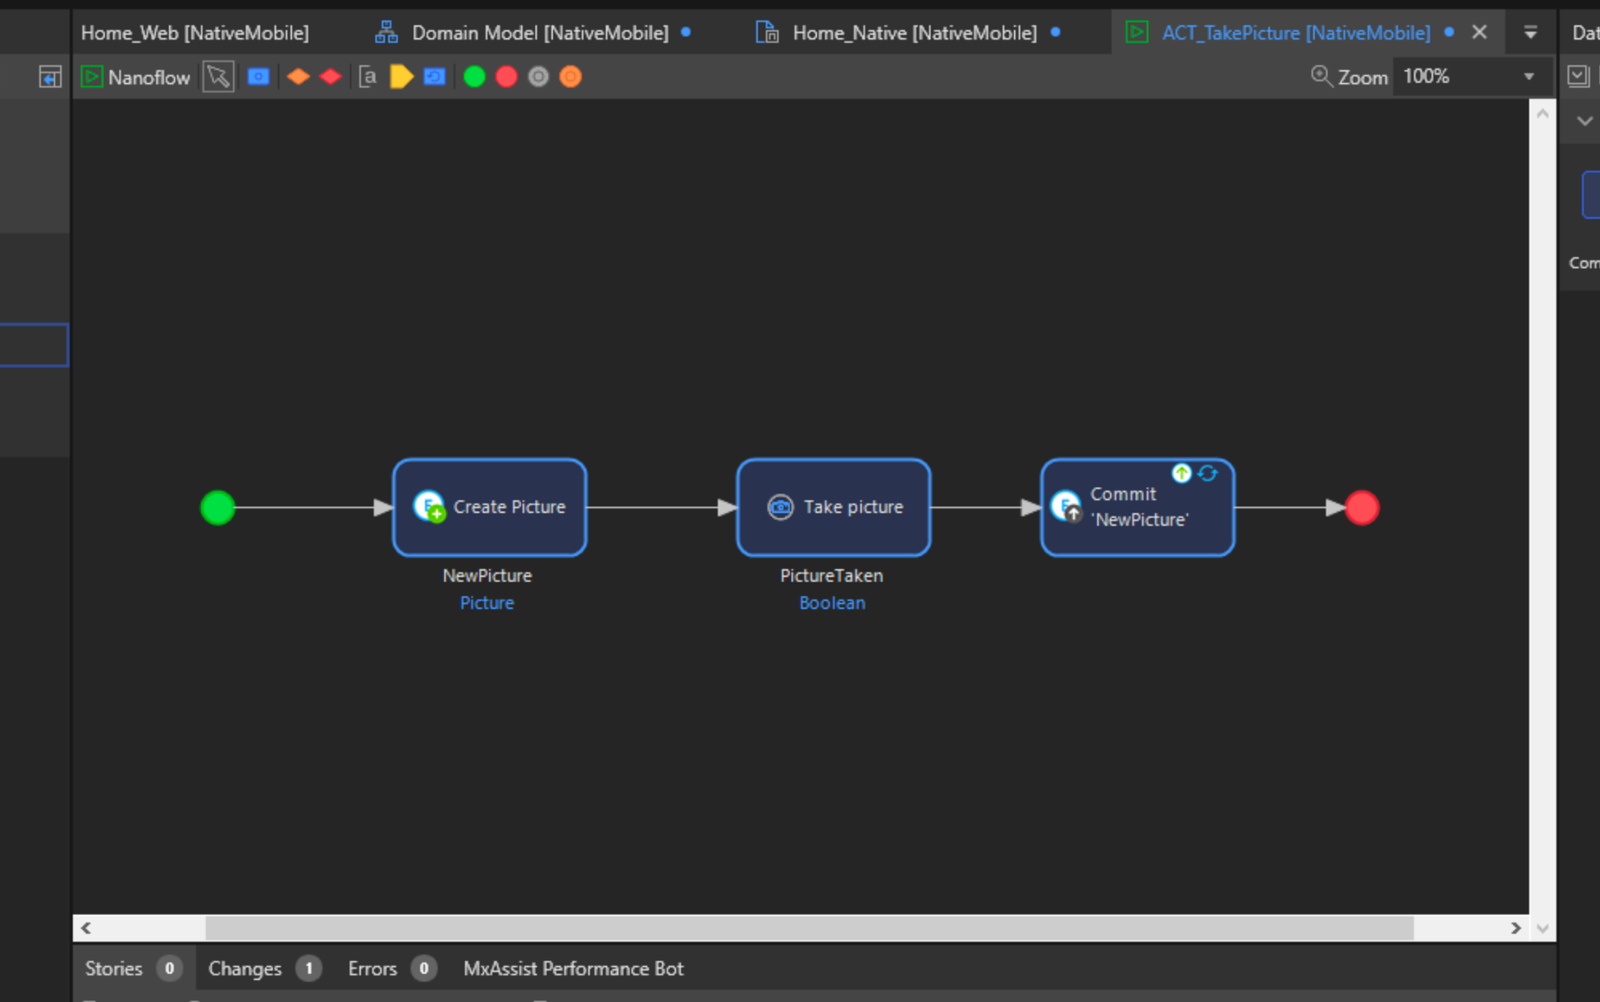 Home_Web [NativeMobile]
Domain Model [NativeMobile]
Home_Native [NativeMobile]
ACT_TakePicture [NativeMobile]
Dat
Nanoflow
Zoom
100%
Com
Create Picture
NewPicture
Picture
Take picture
PictureTaken
Boolean
Commit
'NewPicture'
Stories 0
Changes 1
Errors 0
MxAssist Performance Bot